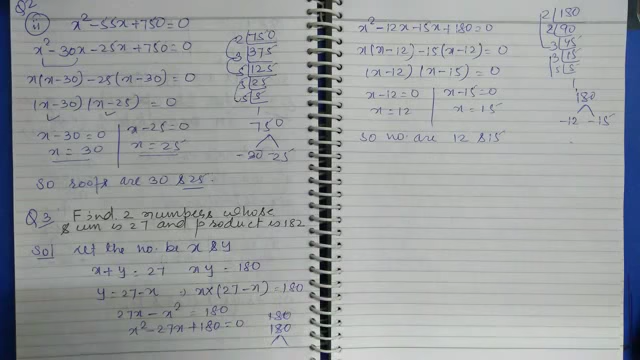 Q2
ii) x² - 55x + 750 = 0
x² - 30x - 25x + 750 = 0
x(x-30) - 25(x-30) = 0
(x-30) (x-25) = 0
x-30=0 | x-25=0
x = 30 | x = 25
So roots are 30 & 25.
2 | 750
3 | 375
5 | 125
5 | 25
5 | 5
1
750
-30 -25
Q3 Find 2 numbers whose
sum is 27 and product is 182
Sol Let the no. be x & y
x + y = 27 xy = 180
y = 27 - x ⇒ x × (27 - x) = 180
27x - x² = 180
x² - 27x + 180 = 0
+180
180
x² - 12x - 15x + 180 = 0
x(x-12) - 15(x-12) = 0
(x-12) (x-15) = 0
x-12=0 | x-15=0
x = 12 | x = 15
So no. are 12 & 15
2 | 180
2 | 90
3 | 45
3 | 15
5 | 5
1
180
-12 -15